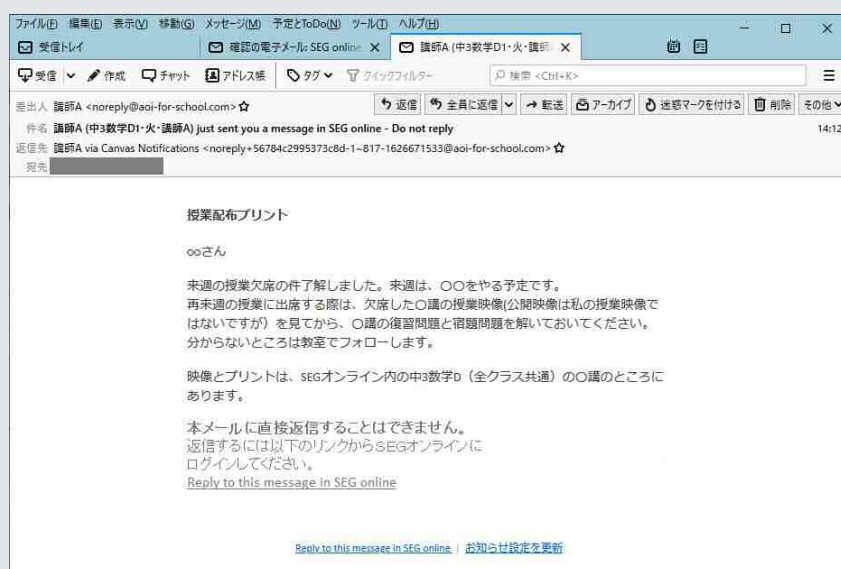 ファイル(F) 編集(E) 表示(V) 移動(G) メッセージ(M) 予定とToDo(N) ツール(T) ヘルプ(H)
受信トレイ 確認の電子メール: SEG online 講師A (中3数学D1・火・講師
受信 作成 チャット アドレス帳 タグ クイックフィルター 検索 <Ctrl+K>
差出人 講師A <noreply@aoi-for-school.com> 返信 全員に返信 転送 アーカイブ 迷惑マークを付ける 削除 その他
件名 講師A (中3数学D1・火・講師A) just sent you a message in SEG online - Do not reply 14:12
返信先 講師A via Canvas Notifications <noreply+56784c2995373c8d-1~817-1626671533@aoi-for-school.com>
宛先
授業配布プリント
∞さん
来週の授業欠席の件了解しました。来週は、〇〇をやる予定です。
再来週の授業に出席する際は、欠席した〇講の授業映像(公開映像は私の授業映像で
はないですが）を見てから、〇講の復習問題と宿題問題を解いておいてください。
分からないところは教室でフォローします。
映像とプリントは、SEGオンライン内の中3数学D（全クラス共通）の〇講のところに
あります。
本メールに直接返信することはできません。
返信するには以下のリンクからSEGオンラインに
ログインしてください。
Reply to this message in SEG online
Reply to this message in SEG online | お知らせ設定を更新